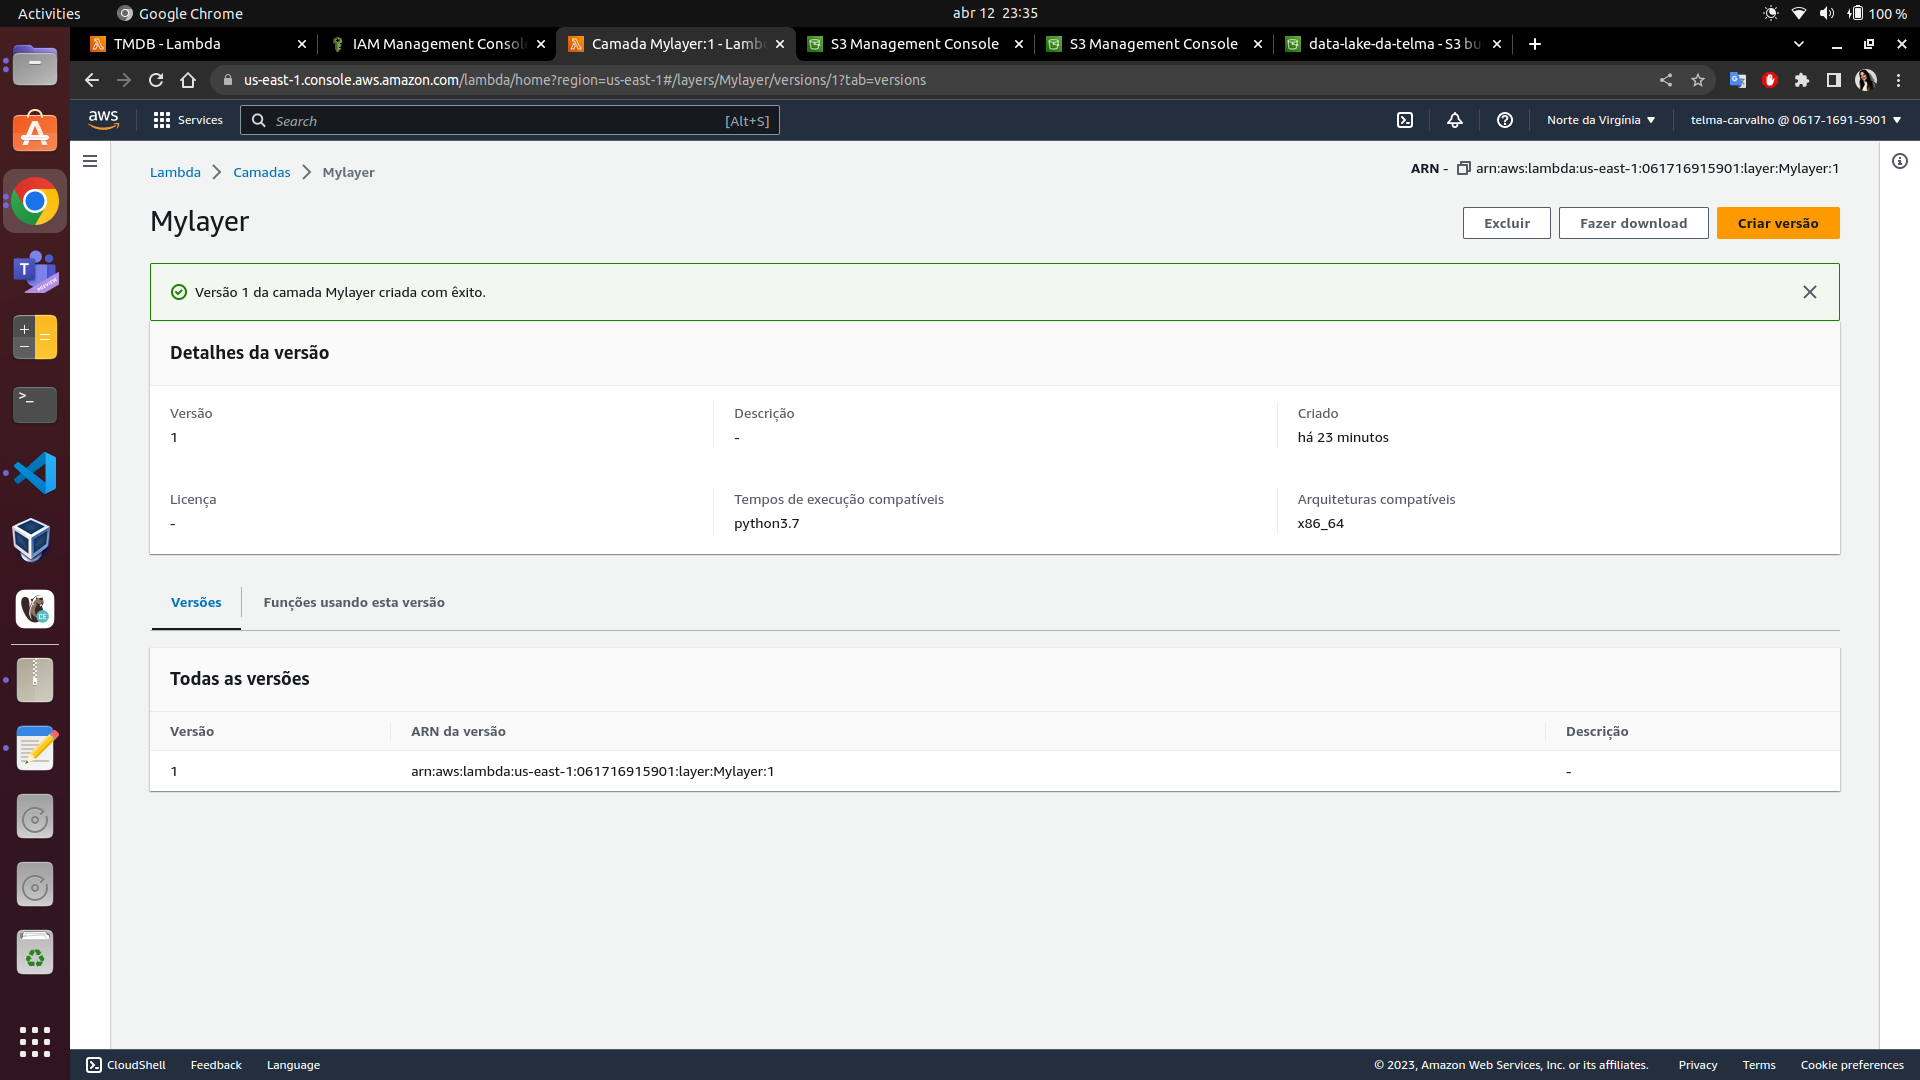 Activities
Google Chrome
abr 12 23:35
100 %
TMDB - Lambda
IAM Management Consol
Camada Mylayer:1 - Lamb
S3 Management Console
S3 Management Console
data-lake-da-telma - S3 bu
us-east-1.console.aws.amazon.com/lambda/home?region=us-east-1#/layers/Mylayer/versions/1?tab=versions
aws
Services
Search
[Alt+S]
Norte da Virgínia
telma-carvalho @ 0617-1691-5901
Lambda
Camadas
Mylayer
ARN - arn:aws:lambda:us-east-1:061716915901:layer:Mylayer:1
Mylayer
Excluir
Fazer download
Criar versão
Versão 1 da camada Mylayer criada com êxito.
Detalhes da versão
Versão
1
Descrição
-
Criado
há 23 minutos
Licença
-
Tempos de execução compatíveis
python3.7
Arquiteturas compatíveis
x86_64
Versões
Funções usando esta versão
Todas as versões
Versão
ARN da versão
Descrição
1
arn:aws:lambda:us-east-1:061716915901:layer:Mylayer:1
-
CloudShell
Feedback
Language
© 2023, Amazon Web Services, Inc. or its affiliates.
Privacy
Terms
Cookie preferences